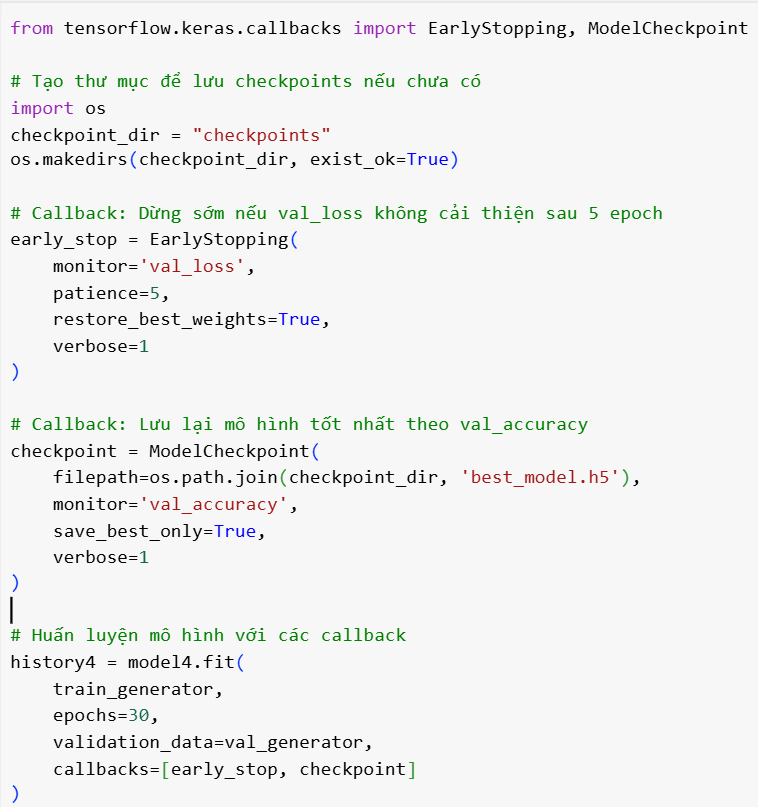 from tensorflow.keras.callbacks import EarlyStopping, ModelCheckpoint

# Tạo thư mục để lưu checkpoints nếu chưa có
import os
checkpoint_dir = "checkpoints"
os.makedirs(checkpoint_dir, exist_ok=True)

# Callback: Dừng sớm nếu val_loss không cải thiện sau 5 epoch
early_stop = EarlyStopping(
    monitor='val_loss',
    patience=5,
    restore_best_weights=True,
    verbose=1
)

# Callback: Lưu lại mô hình tốt nhất theo val_accuracy
checkpoint = ModelCheckpoint(
    filepath=os.path.join(checkpoint_dir, 'best_model.h5'),
    monitor='val_accuracy',
    save_best_only=True,
    verbose=1
)

# Huấn luyện mô hình với các callback
history4 = model4.fit(
    train_generator,
    epochs=30,
    validation_data=val_generator,
    callbacks=[early_stop, checkpoint]
)